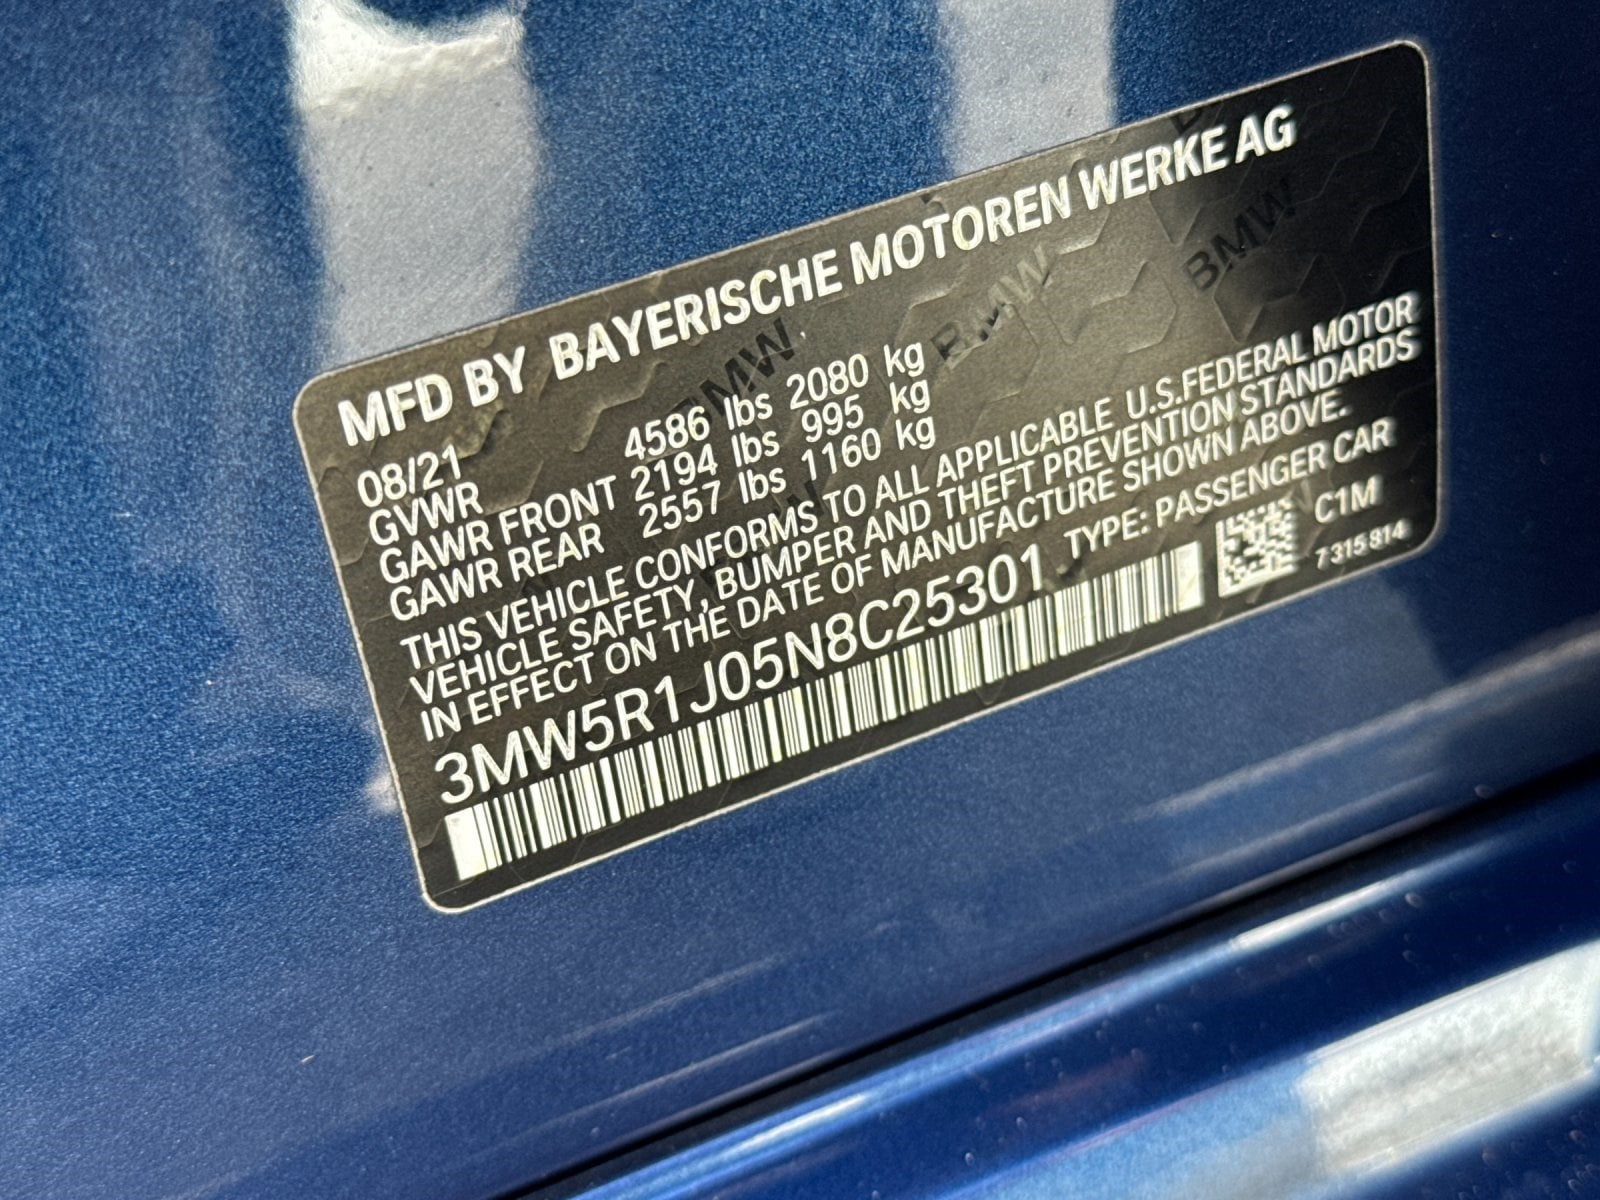 MFD BY BAYERISCHE MOTOREN WERKE AG
08/21
GVWR 4586 lbs 2080 kg
GAWR FRONT 2194 lbs 995 kg
GAWR REAR 2557 lbs 1160 kg
THIS VEHICLE CONFORMS TO ALL APPLICABLE U.S.FEDERAL MOTOR
VEHICLE SAFETY, BUMPER AND THEFT PREVENTION STANDARDS
IN EFFECT ON THE DATE OF MANUFACTURE SHOWN ABOVE.
3MW5R1J05N8C25301 TYPE: PASSENGER CAR
C1M
7 315 814
BMW
BMW
BMW